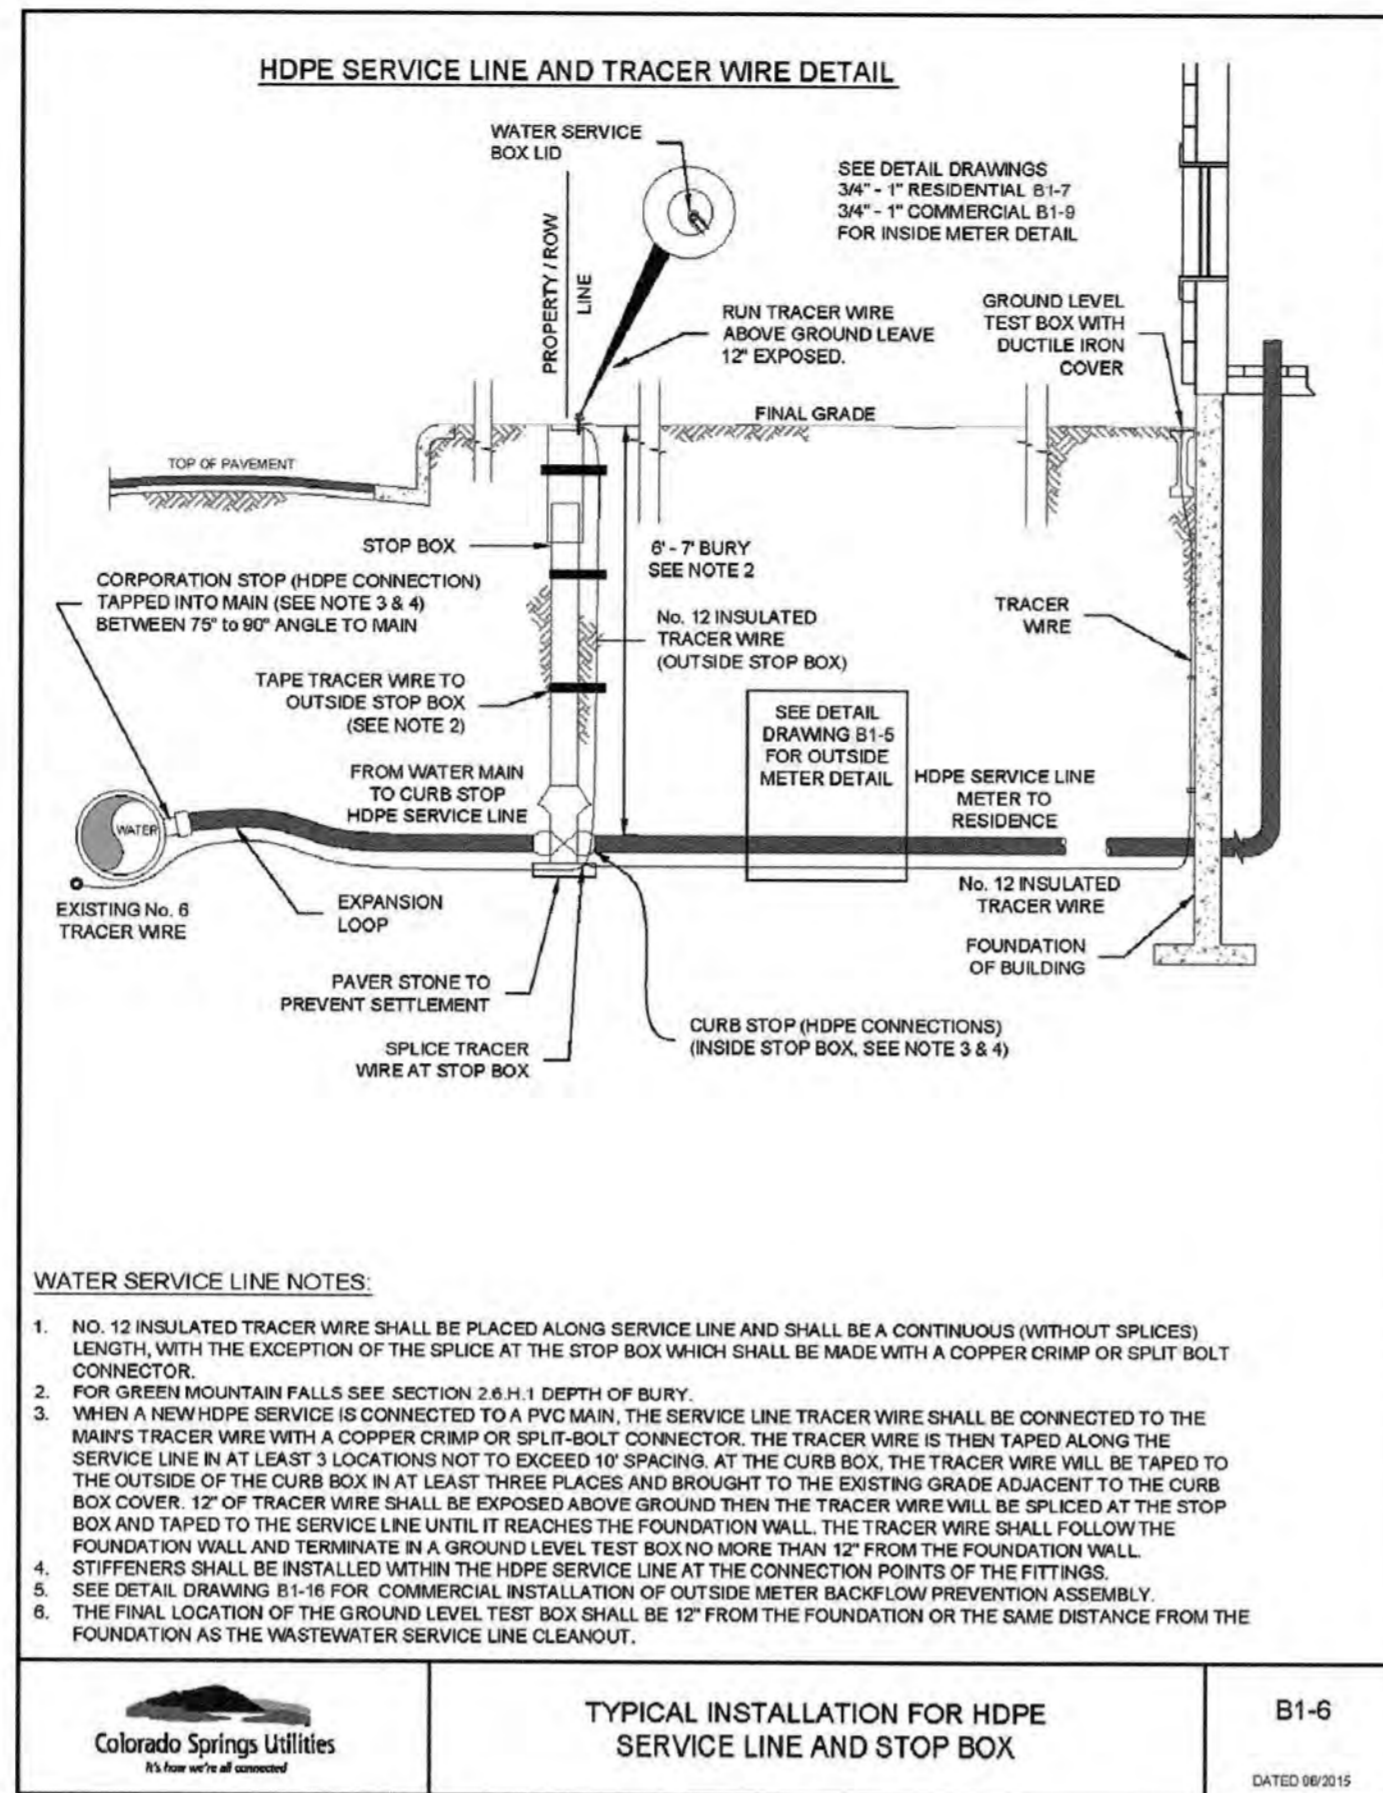 HDPE SERVICE LINE AND TRACER WIRE DETAIL
WATER SERVICE
BOX LID
SEE DETAIL DRAWINGS
3/4" - 1" RESIDENTIAL B1-7
3/4" - 1" COMMERCIAL B1-9
FOR INSIDE METER DETAIL
PROPERTY / ROW
LINE
RUN TRACER WIRE
ABOVE GROUND LEAVE
12" EXPOSED.
GROUND LEVEL
TEST BOX WITH
DUCTILE IRON
COVER
FINAL GRADE
TOP OF PAVEMENT
STOP BOX
6' - 7' BURY
SEE NOTE 2
CORPORATION STOP (HDPE CONNECTION)
TAPPED INTO MAIN (SEE NOTE 3 & 4)
BETWEEN 75° to 90° ANGLE TO MAIN
No. 12 INSULATED
TRACER WIRE
(OUTSIDE STOP BOX)
TRACER
WIRE
TAPE TRACER WIRE TO
OUTSIDE STOP BOX
(SEE NOTE 2)
SEE DETAIL
DRAWING B1-5
FOR OUTSIDE
METER DETAIL
FROM WATER MAIN
TO CURB STOP
HDPE SERVICE LINE
HDPE SERVICE LINE
METER TO
RESIDENCE
WATER
EXISTING No. 6
TRACER WIRE
EXPANSION
LOOP
No. 12 INSULATED
TRACER WIRE
FOUNDATION
OF BUILDING
PAVER STONE TO
PREVENT SETTLEMENT
CURB STOP (HDPE CONNECTIONS)
(INSIDE STOP BOX, SEE NOTE 3 & 4)
SPLICE TRACER
WIRE AT STOP BOX
WATER SERVICE LINE NOTES:
1. NO. 12 INSULATED TRACER WIRE SHALL BE PLACED ALONG SERVICE LINE AND SHALL BE A CONTINUOUS (WITHOUT SPLICES)
LENGTH, WITH THE EXCEPTION OF THE SPLICE AT THE STOP BOX WHICH SHALL BE MADE WITH A COPPER CRIMP OR SPLIT BOLT
CONNECTOR.
2. FOR GREEN MOUNTAIN FALLS SEE SECTION 2.6.H.1 DEPTH OF BURY.
3. WHEN A NEW HDPE SERVICE IS CONNECTED TO A PVC MAIN, THE SERVICE LINE TRACER WIRE SHALL BE CONNECTED TO THE
MAIN'S TRACER WIRE WITH A COPPER CRIMP OR SPLIT-BOLT CONNECTOR. THE TRACER WIRE IS THEN TAPED ALONG THE
SERVICE LINE IN AT LEAST 3 LOCATIONS NOT TO EXCEED 10' SPACING. AT THE CURB BOX, THE TRACER WIRE WILL BE TAPED TO
THE OUTSIDE OF THE CURB BOX IN AT LEAST THREE PLACES AND BROUGHT TO THE EXISTING GRADE ADJACENT TO THE CURB
BOX COVER. 12" OF TRACER WIRE SHALL BE EXPOSED ABOVE GROUND THEN THE TRACER WIRE WILL BE SPLICED AT THE STOP
BOX AND TAPED TO THE SERVICE LINE UNTIL IT REACHES THE FOUNDATION WALL. THE TRACER WIRE SHALL FOLLOW THE
FOUNDATION WALL AND TERMINATE IN A GROUND LEVEL TEST BOX NO MORE THAN 12" FROM THE FOUNDATION WALL.
4. STIFFENERS SHALL BE INSTALLED WITHIN THE HDPE SERVICE LINE AT THE CONNECTION POINTS OF THE FITTINGS.
5. SEE DETAIL DRAWING B1-16 FOR COMMERCIAL INSTALLATION OF OUTSIDE METER BACKFLOW PREVENTION ASSEMBLY.
6. THE FINAL LOCATION OF THE GROUND LEVEL TEST BOX SHALL BE 12" FROM THE FOUNDATION OR THE SAME DISTANCE FROM THE
FOUNDATION AS THE WASTEWATER SERVICE LINE CLEANOUT.
Colorado Springs Utilities
It's how we're all connected
TYPICAL INSTALLATION FOR HDPE
SERVICE LINE AND STOP BOX
B1-6
DATED 06/2015